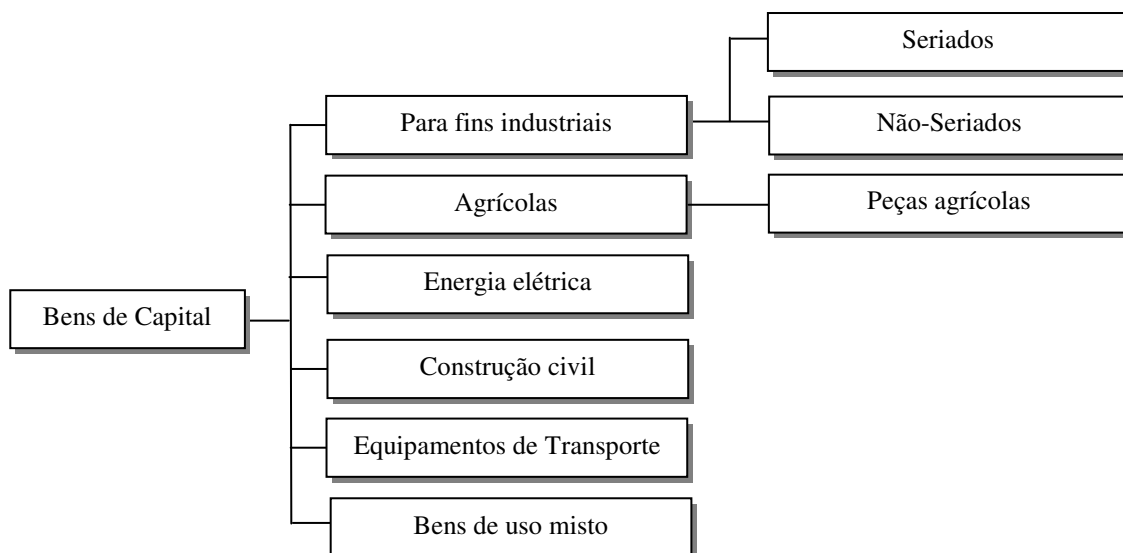 Bens de Capital
Para fins industriais
Seriados
Não-Seriados
Agrícolas
Peças agrícolas
Energia elétrica
Construção civil
Equipamentos de Transporte
Bens de uso misto